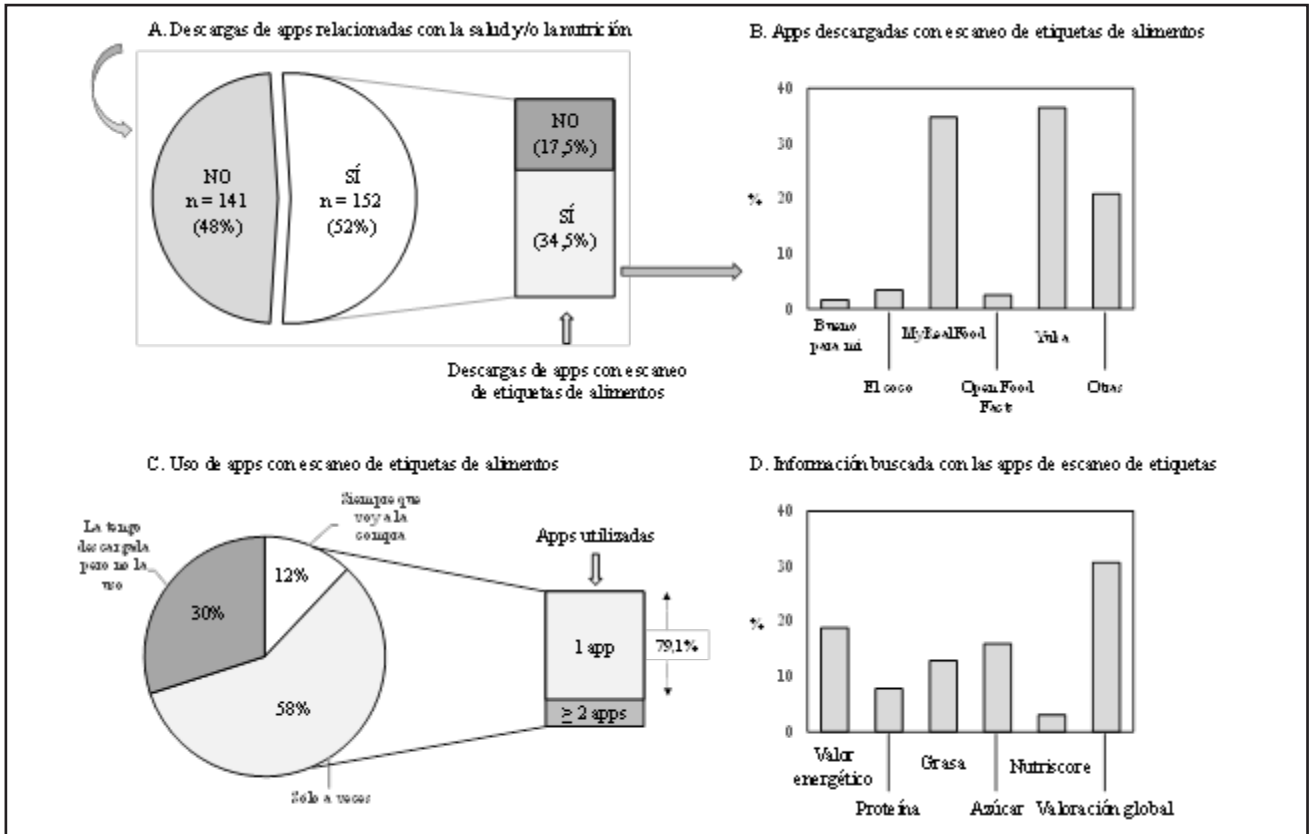 A. Descargas de apps relacionadas con la salud y/o la nutrición
NO
n = 141
(48%)
SÍ
n = 152
(52%)
NO
(17,5%)
SÍ
(34,5%)
Descargas de apps con escaneo
de etiquetas de alimentos
B. Apps descargadas con escaneo de etiquetas de alimentos
40
30
%
20
10
0
Bueno
para mi
El coco
MyRealFood
Open Food
Facts
Yuka
Otras
C. Uso de apps con escaneo de etiquetas de alimentos
La tengo
descargada
pero no la
uso
Siempre que
voy a la
compra
12%
30%
58%
Sólo a veces
Apps utilizadas
1 app
79,1%
≥ 2 apps
D. Información buscada con las apps de escaneo de etiquetas
40
30
%
20
10
0
Valor
energético
Proteína
Grasa
Azúcar
Nutriscore
Valoración global